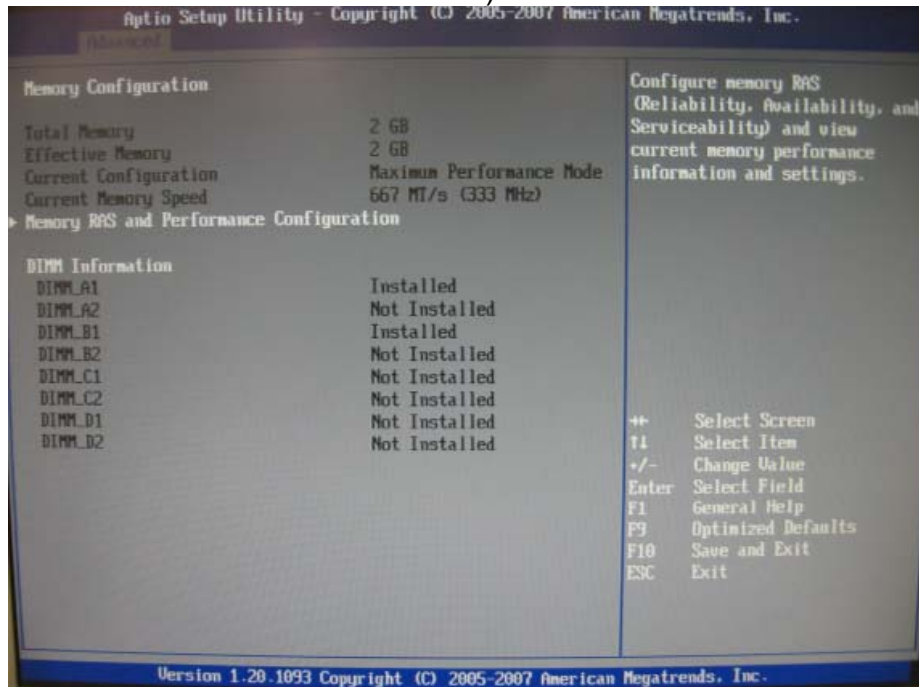 Aptio Setup Utility - Copyright (C) 2005-2007 American Megatrends, Inc.
Advanced
Memory Configuration
Total Memory 2 GB
Effective Memory 2 GB
Current Configuration Maximum Performance Mode
Current Memory Speed 667 MT/s (333 MHz)
Memory RAS and Performance Configuration
DIMM Information
DIMM_A1 Installed
DIMM_A2 Not Installed
DIMM_B1 Installed
DIMM_B2 Not Installed
DIMM_C1 Not Installed
DIMM_C2 Not Installed
DIMM_D1 Not Installed
DIMM_D2 Not Installed
Configure memory RAS
(Reliability, Availability, and
Serviceability) and view
current memory performance
information and settings.
→← Select Screen
↑↓ Select Item
+/- Change Value
Enter Select Field
F1 General Help
F9 Optimized Defaults
F10 Save and Exit
ESC Exit
Version 1.20.1093 Copyright (C) 2005-2007 American Megatrends, Inc.